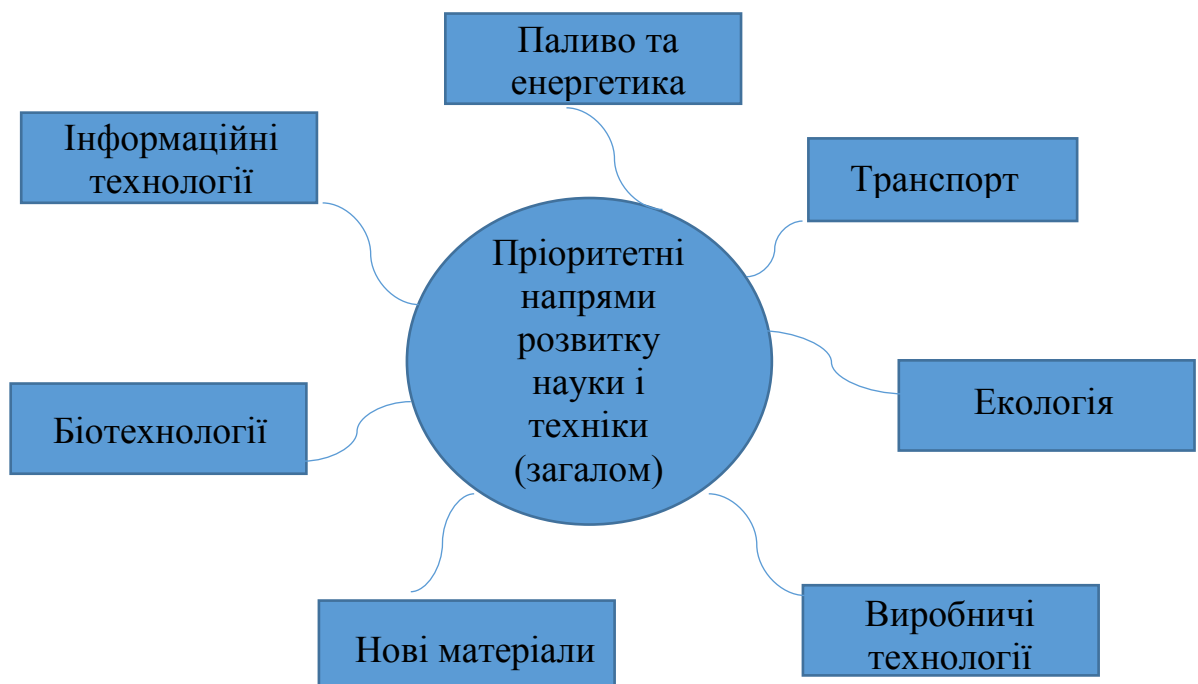 Паливо та
енергетика
Інформаційні
технології
Транспорт
Пріоритетні
напрями
розвитку
науки і
техніки
(загалом)
Екологія
Біотехнології
Нові матеріали
Виробничі
технології